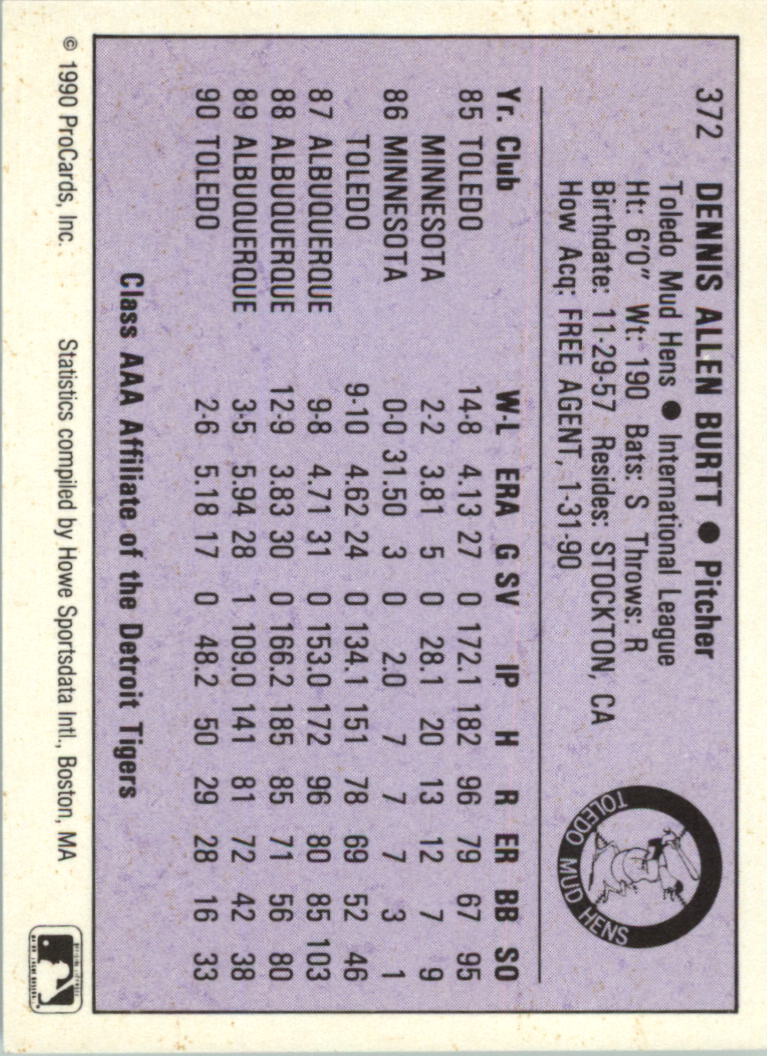 372 DENNIS ALLEN BURTT ● Pitcher
Toledo Mud Hens ● International League
Ht: 6'0" Wt: 190 Bats: S Throws: R
Birthdate: 11-29-57 Resides: STOCKTON, CA
How Acq: FREE AGENT, 1-31-90
TOLEDO MUD HENS
Yr. Club W-L ERA G SV IP H R ER BB SO
85 TOLEDO 14-8 4.13 27 0 172.1 182 96 79 67 95
MINNESOTA 2-2 3.81 5 0 28.1 20 13 12 7 9
86 MINNESOTA 0-0 31.50 3 0 2.0 7 7 7 3 1
TOLEDO 9-10 4.62 24 0 134.1 151 78 69 52 46
87 ALBUQUERQUE 9-8 4.71 31 0 153.0 172 96 80 85 103
88 ALBUQUERQUE 12-9 3.83 30 0 166.2 185 85 71 56 80
89 ALBUQUERQUE 3-5 5.94 28 1 109.0 141 81 72 42 38
90 TOLEDO 2-6 5.18 17 0 48.2 50 29 28 16 33
Class AAA Affiliate of the Detroit Tigers
© 1990 ProCards, Inc. Statistics compiled by Howe Sportsdata Intl., Boston, MA